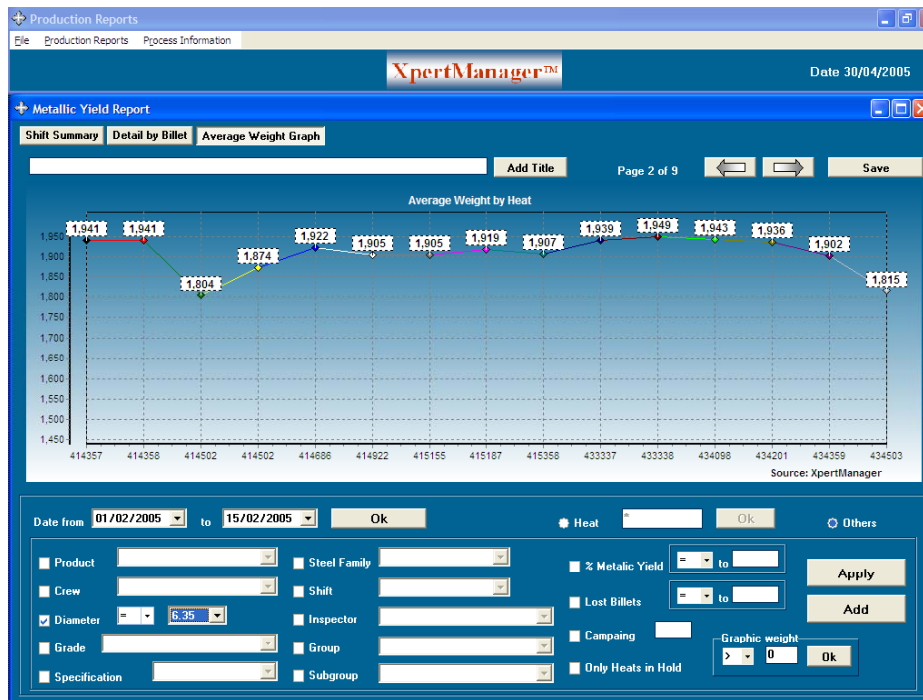 Production Reports
File Production Reports Process Information
XpertManager™
Date 30/04/2005
Metallic Yield Report
Shift Summary Detail by Billet Average Weight Graph
Add Title Page 2 of 9 Save
Average Weight by Heat
1,941 1,941 1,804 1,874 1,922 1,905 1,905 1,919 1,907 1,939 1,949 1,943 1,936 1,902 1,815
1,950
1,900
1,850
1,800
1,750
1,700
1,650
1,600
1,550
1,500
1,450
414357 414358 414502 414502 414686 414922 415155 415187 415358 433337 433338 434098 434201 434359 434503
Source: XpertManager
Date from 01/02/2005 to 15/02/2005 Ok Heat * Ok Others
Product Steel Family % Metalic Yield = to
Crew Shift Apply
Diameter = 6.35 Inspector Lost Billets = to Add
Grade Group Campaing Graphic weight
Specification Subgroup Only Heats in Hold > 0 Ok